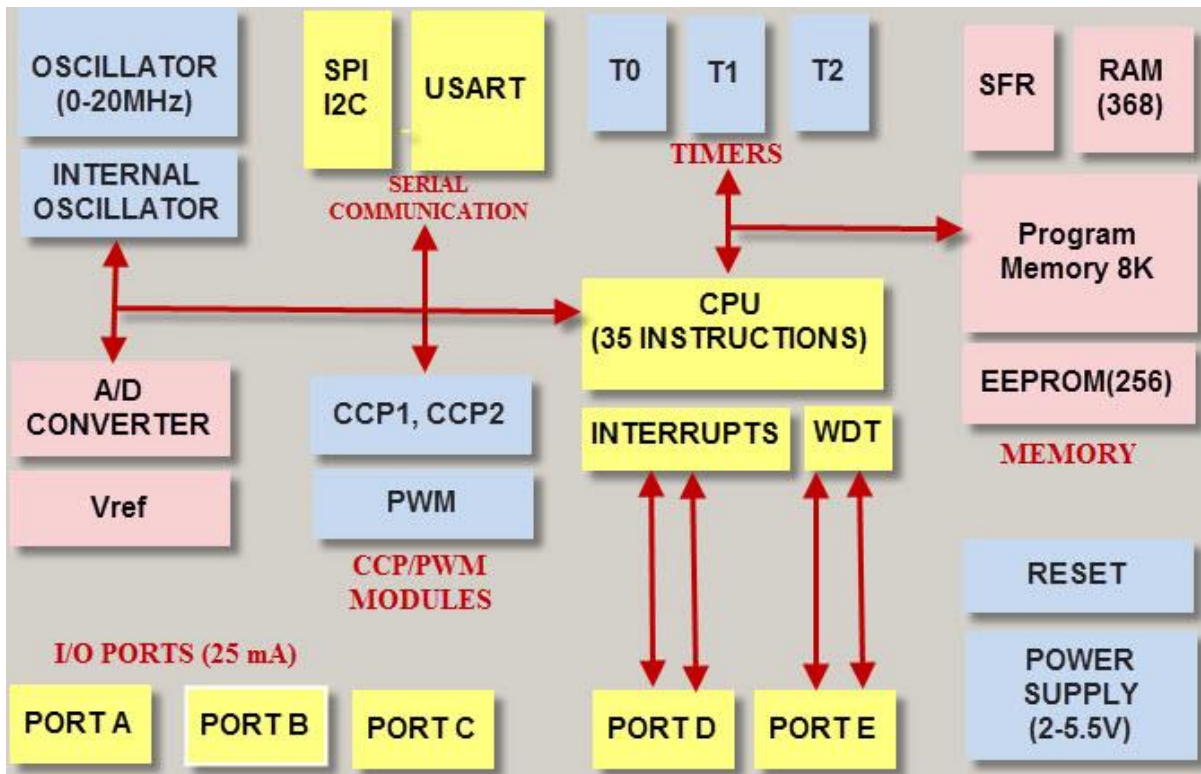 OSCILLATOR
(0-20MHz)
INTERNAL
OSCILLATOR
SPI
I2C
USART
SERIAL
COMMUNICATION
T0
T1
T2
TIMERS
SFR
RAM
(368)
Program
Memory 8K
EEPROM(256)
MEMORY
CPU
(35 INSTRUCTIONS)
A/D
CONVERTER
Vref
CCP1, CCP2
PWM
CCP/PWM
MODULES
INTERRUPTS
WDT
RESET
POWER
SUPPLY
(2-5.5V)
I/O PORTS (25 mA)
PORT A
PORT B
PORT C
PORT D
PORT E